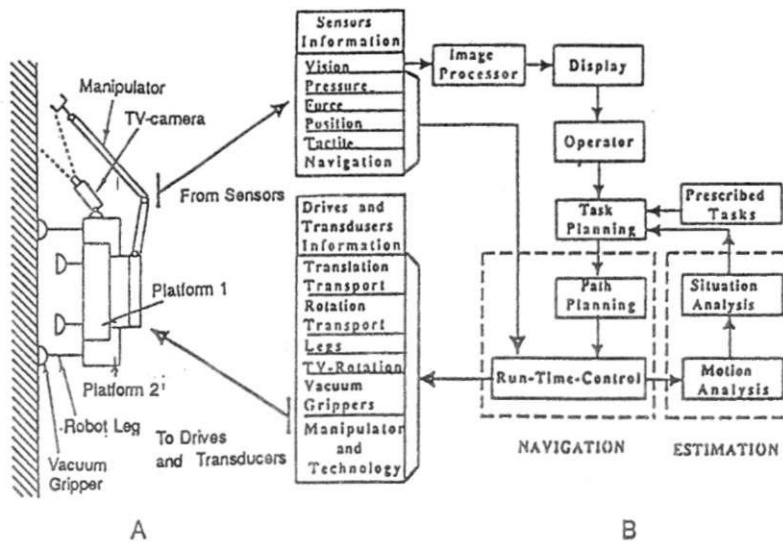 Manipulator
TV-camera
From Sensors
Platform 1
Platform 2
Robot Leg
Vacuum
Gripper
To Drives
and Transducers
A
Sensors
Information
Vision
Pressure
Force
Position
Tactile
Navigation
Drives and
Transdusers
Information
Translation
Transport
Rotation
Transport
Legs
TV-Rotation
Vacuum
Grippers
Manipulator
and
Technology
Image
Processor
Display
Operator
Task
Planning
Prescribed
Tasks
Path
Planning
Situation
Analysis
Run-Time-Control
Motion
Analysis
NAVIGATION
ESTIMATION
B